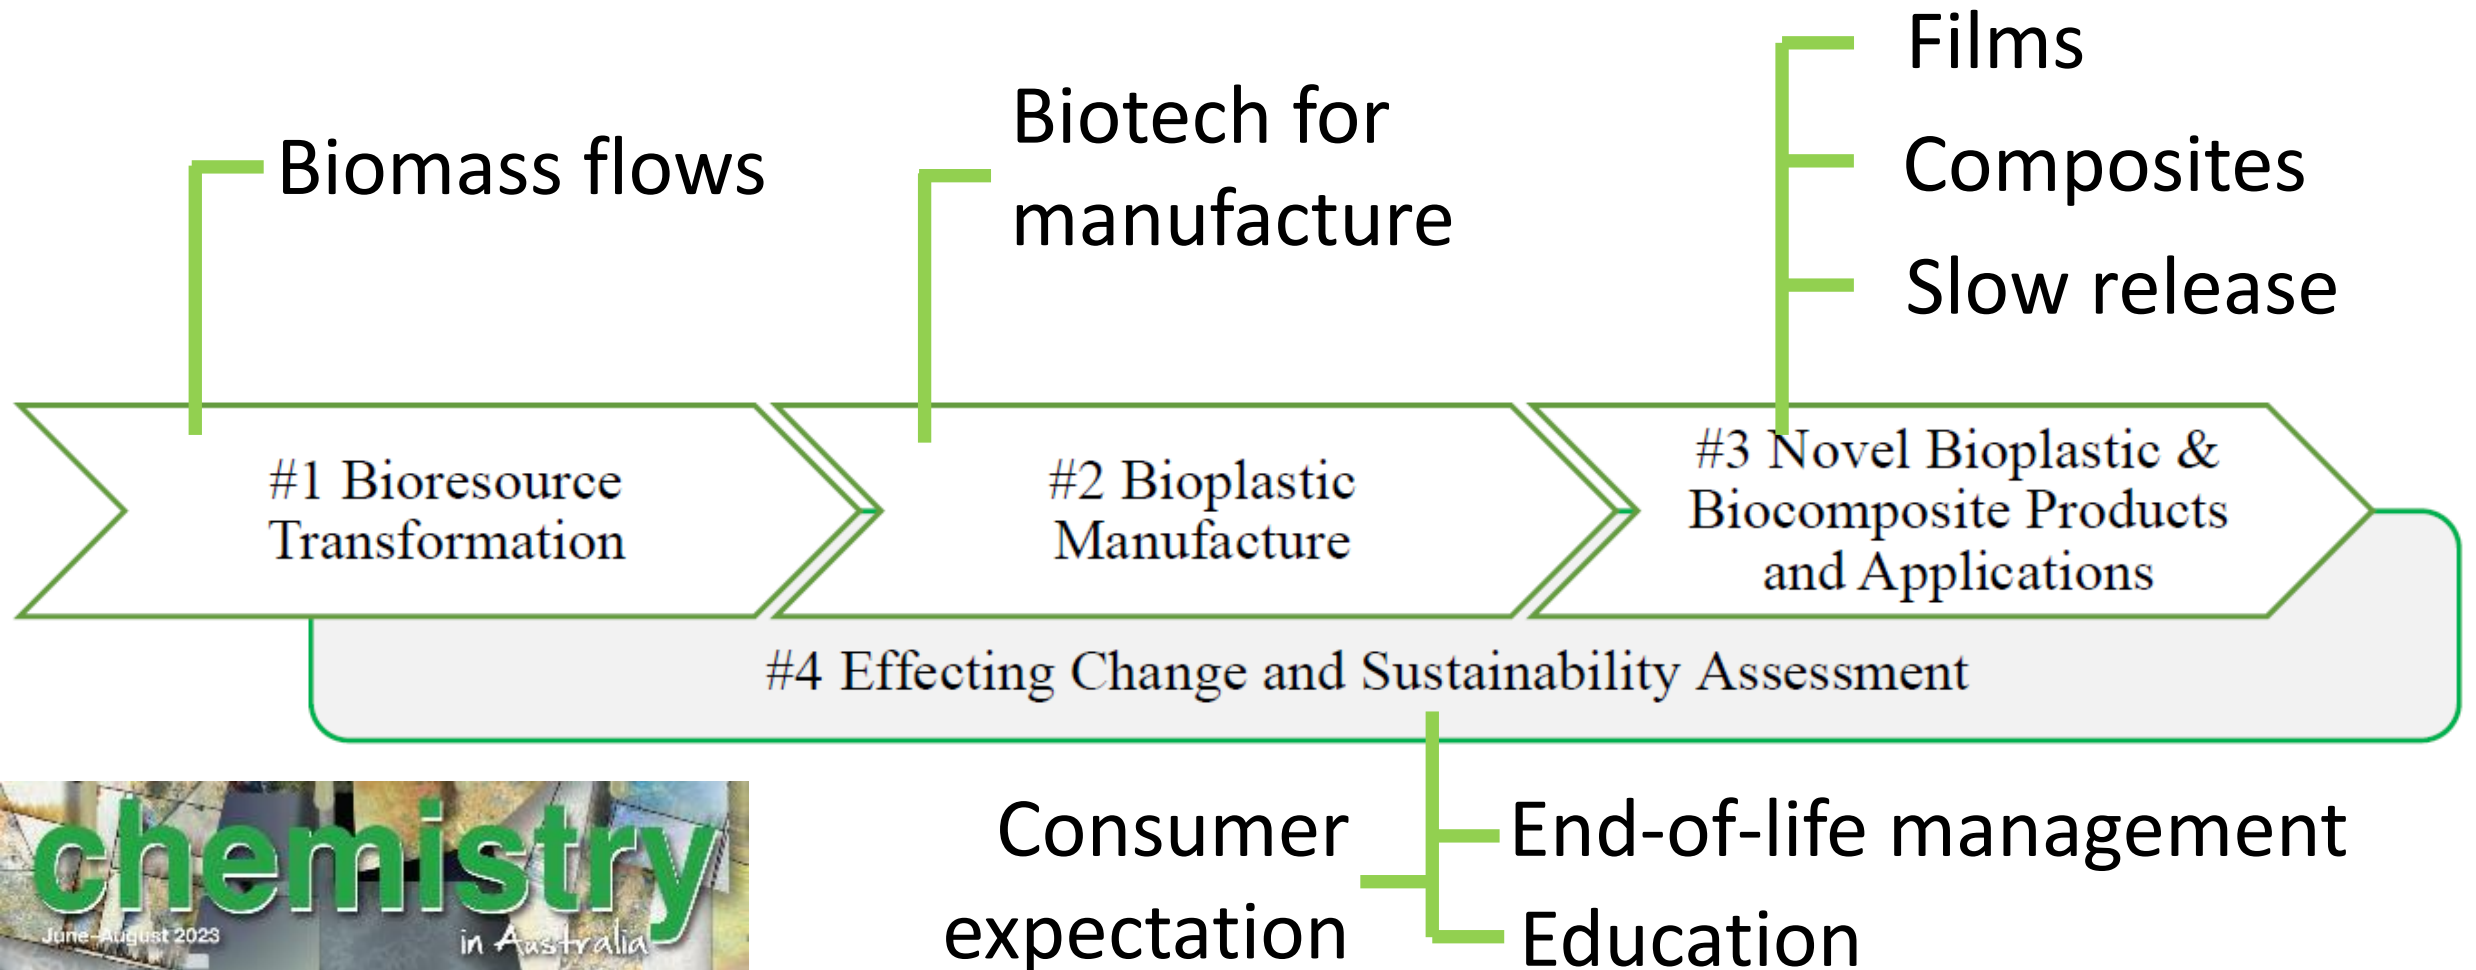 Films
Biotech for
Composites
Biomass flows
manufacture
Slow release
#1 Bioresource
Transformation
#2 Bioplastic
Manufacture
#3 Novel Bioplastic &
Biocomposite Products
and Applications
#4 Effecting Change and Sustainability Assessment
Consumer
expectation
End-of-life management
Education
chemistry
June–August 2023
in Australia